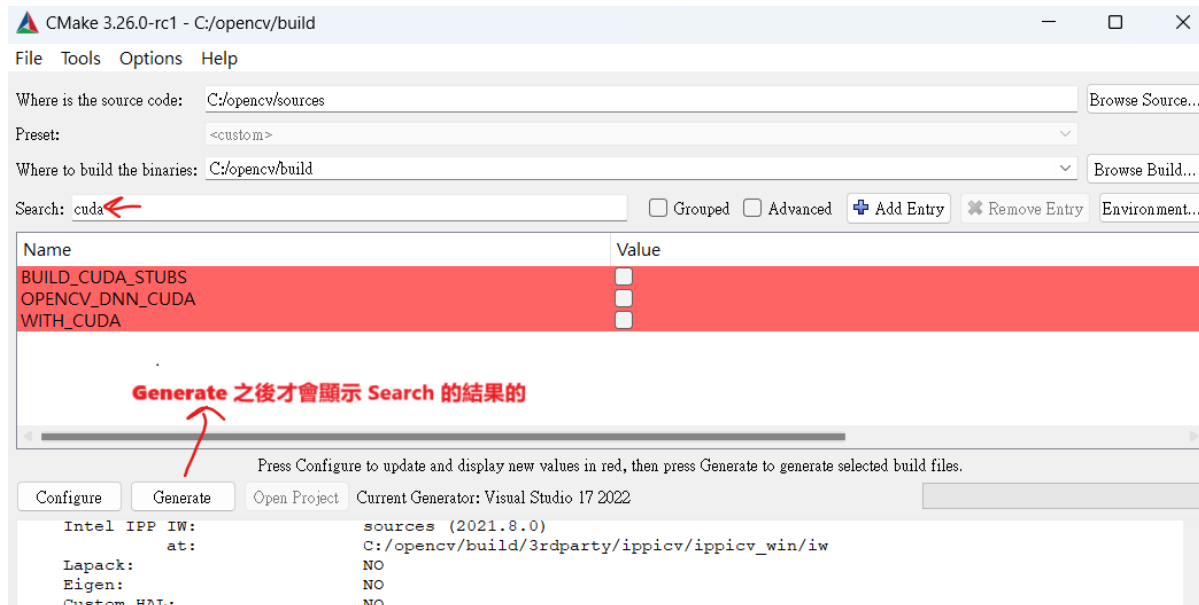 CMake 3.26.0-rc1 - C:/opencv/build
File Tools Options Help
Where is the source code: C:/opencv/sources Browse Source...
Preset: <custom>
Where to build the binaries: C:/opencv/build Browse Build...
Search: cuda Grouped Advanced Add Entry Remove Entry Environment...
Name Value
BUILD_CUDA_STUBS
OPENCV_DNN_CUDA
WITH_CUDA
Generate 之後才會顯示 Search 的結果的
Press Configure to update and display new values in red, then press Generate to generate selected build files.
Configure Generate Open Project Current Generator: Visual Studio 17 2022
Intel IPP IW: sources (2021.8.0)
at: C:/opencv/build/3rdparty/ippicv/ippicv_win/iw
Lapack: NO
Eigen: NO
Custom HAL: NO